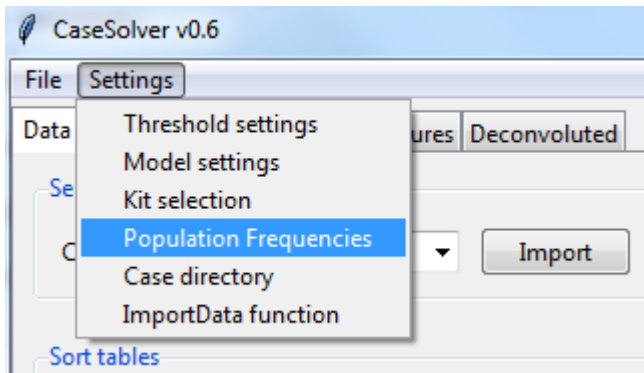 CaseSolver v0.6
File Settings
Data ures Deconvoluted
Threshold settings
Model settings
Se
Kit selection
Population Frequencies
C Import
Case directory
ImportData function
Sort tables